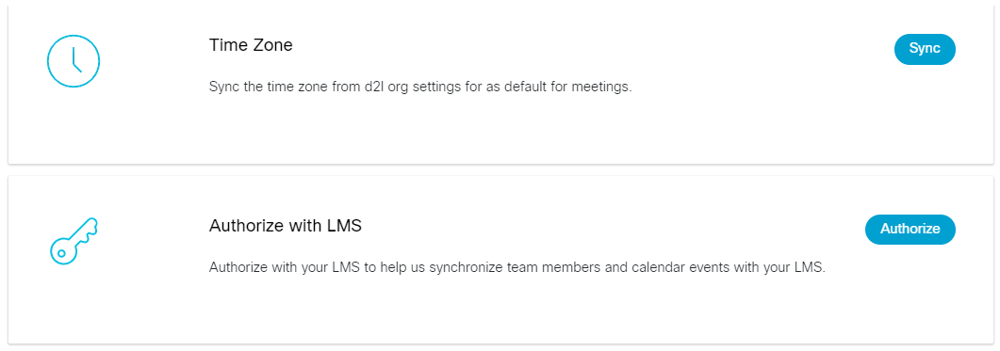 Time Zone
Sync
Sync the time zone from d2l org settings for as default for meetings.
Authorize with LMS
Authorize
Authorize with your LMS to help us synchronize team members and calendar events with your LMS.